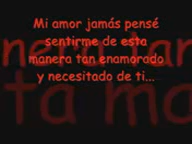 Mi amor jamás pensé
sentirme de esta
manera tan enamorado
y necesitado de ti...